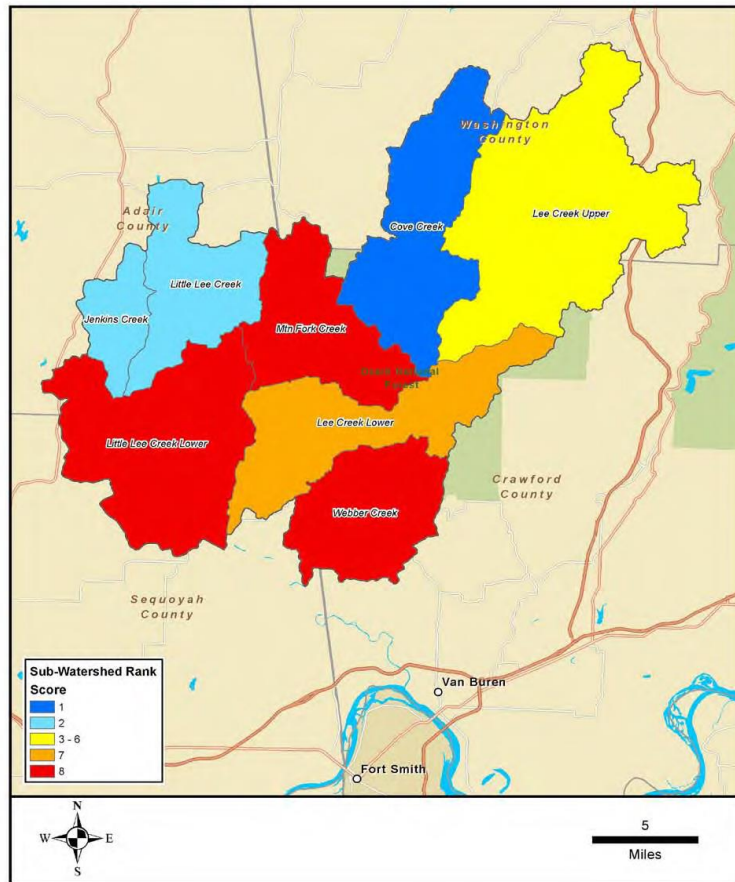 Washington
County
Adair
County
Lee Creek Upper
Cove Creek
Little Lee Creek
Jenkins Creek
Mtn Fork Creek
National
Forest
Lee Creek Lower
Little Lee Creek Lower
Crawford
County
Webber Creek
Sequoyah
County
Sub-Watershed Rank
Score
1
2
3 - 6
7
8
Van Buren
Fort Smith
N
W
E
S
5
Miles